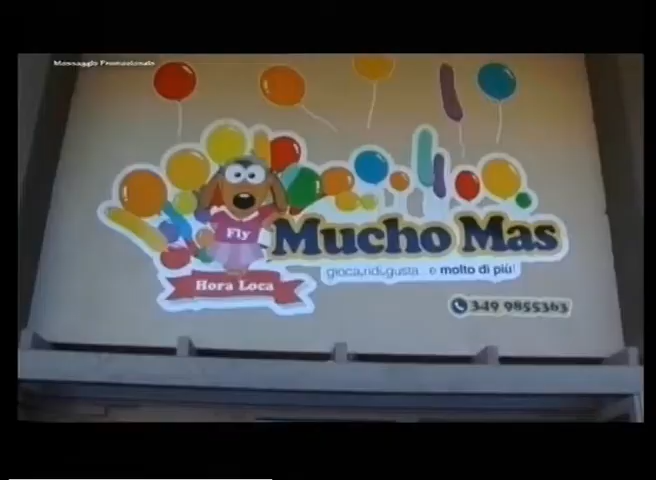 Messaggio Promozionale
Fly
Mucho Mas
gioca,ridi,gusta... e molto di più!
Hora Loca
349 9855363